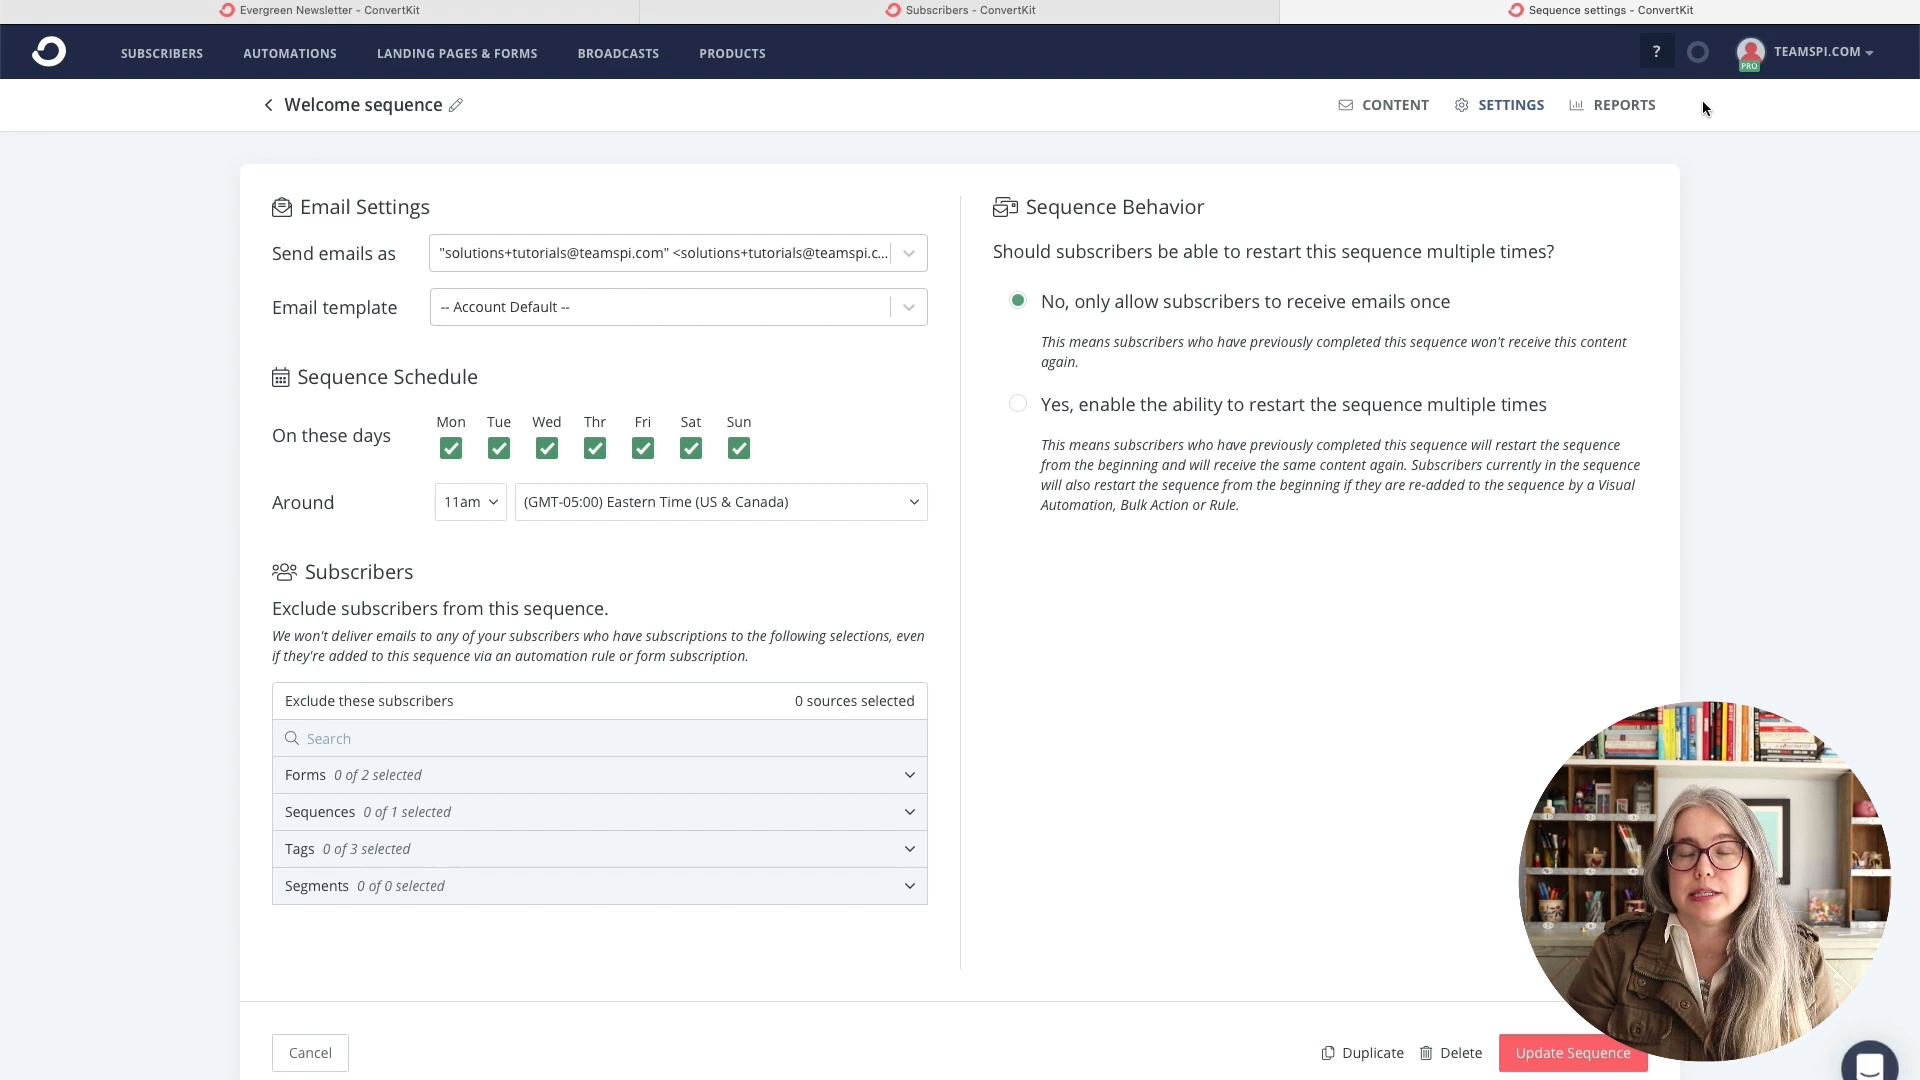 Evergreen Newsletter - ConvertKit
Subscribers - ConvertKit
Sequence settings - ConvertKit
SUBSCRIBERS
AUTOMATIONS
LANDING PAGES & FORMS
BROADCASTS
PRODUCTS
?
PRO
TEAMSPI.COM
Welcome sequence
CONTENT
SETTINGS
REPORTS
Email Settings
Send emails as
"solutions+tutorials@teamspi.com" <solutions+tutorials@teamspi.c...
Email template
-- Account Default --
Sequence Schedule
On these days
Mon Tue Wed Thr Fri Sat Sun
Around
11am
(GMT-05:00) Eastern Time (US & Canada)
Subscribers
Exclude subscribers from this sequence.
We won't deliver emails to any of your subscribers who have subscriptions to the following selections, even
if they're added to this sequence via an automation rule or form subscription.
Exclude these subscribers
0 sources selected
Search
Forms 0 of 2 selected
Sequences 0 of 1 selected
Tags 0 of 3 selected
Segments 0 of 0 selected
Sequence Behavior
Should subscribers be able to restart this sequence multiple times?
No, only allow subscribers to receive emails once
This means subscribers who have previously completed this sequence won't receive this content
again.
Yes, enable the ability to restart the sequence multiple times
This means subscribers who have previously completed this sequence will restart the sequence
from the beginning and will receive the same content again. Subscribers currently in the sequence
will also restart the sequence from the beginning if they are re-added to the sequence by a Visual
Automation, Bulk Action or Rule.
Cancel
Duplicate
Delete
Update Sequence